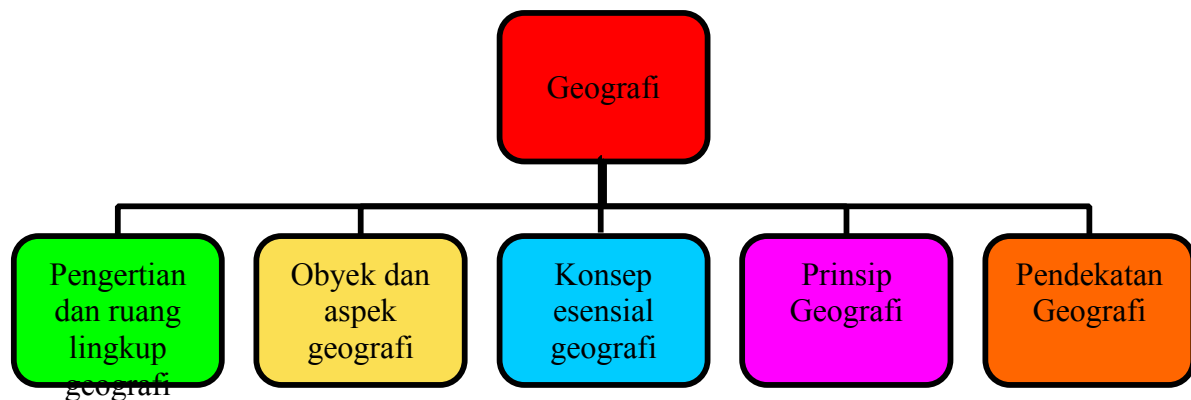 Geografi
Pengertian
dan ruang
lingkup
geografi
Obyek dan
aspek
geografi
Konsep
esensial
geografi
Prinsip
Geografi
Pendekatan
Geografi